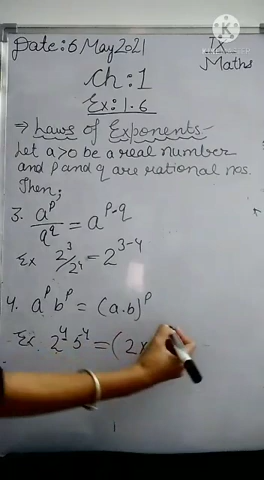 Date: 6 May 2021
IX
Maths
Ch: 1
Ex: 1.6
⇒ Laws of Exponents-
Let a>0 be a real number
and p and q are rational nos.
Then;
3. a^p/q^q = a^p-q
Ex 2^3/2^4 = 2^3-4
4. a^p b^p = (a.b)^p
Ex. 2^4 5^4 = (2x